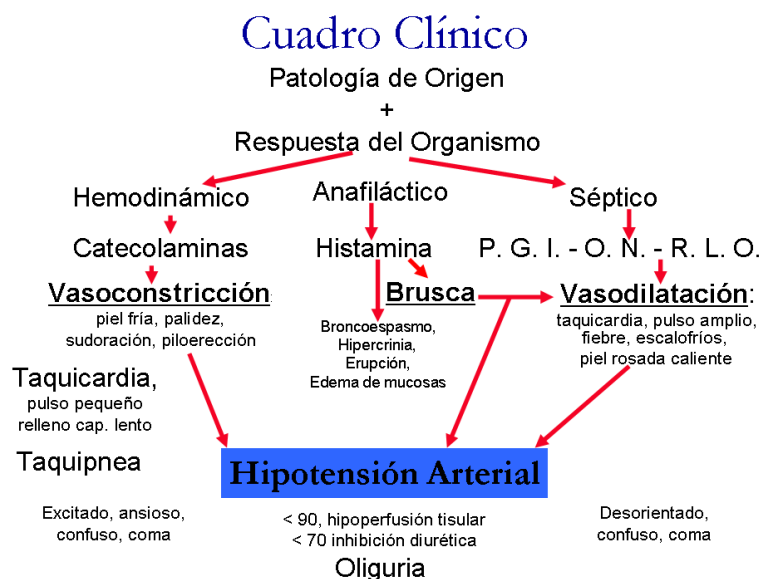 Cuadro Clínico
Patología de Origen
+
Respuesta del Organismo
Hemodinámico
Anafiláctico
Séptico
Catecolaminas
Histamina
P. G. I. - O. N. - R. L. O.
Vasoconstricción:
Brusca
Vasodilatación:
piel fría, palidez,
sudoración, piloerección
Broncoespasmo,
Hipercrinia,
Erupción,
Edema de mucosas
taquicardia, pulso amplio,
fiebre, escalofríos,
piel rosada caliente
Taquicardia,
pulso pequeño
relleno cap. lento
Taquipnea
Hipotensión Arterial
Excitado, ansioso,
confuso, coma
< 90, hipoperfusión tisular
< 70 inhibición diurética
Desorientado,
confuso, coma
Oliguria